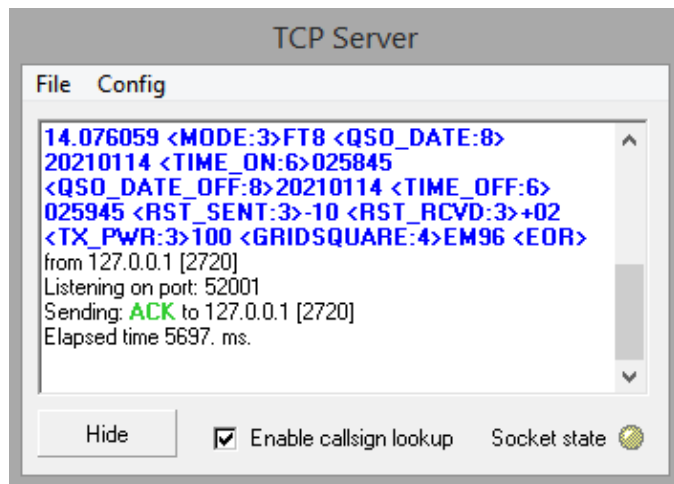 TCP Server
File Config
14.076059 <MODE:3>FT8 <QSO_DATE:8>
20210114 <TIME_ON:6>025845
<QSO_DATE_OFF:8>20210114 <TIME_OFF:6>
025945 <RST_SENT:3>-10 <RST_RCVD:3>+02
<TX_PWR:3>100 <GRIDSQUARE:4>EM96 <EOR>
from 127.0.0.1 [2720]
Listening on port: 52001
Sending: ACK to 127.0.0.1 [2720]
Elapsed time 5697. ms.
Hide Enable callsign lookup Socket state